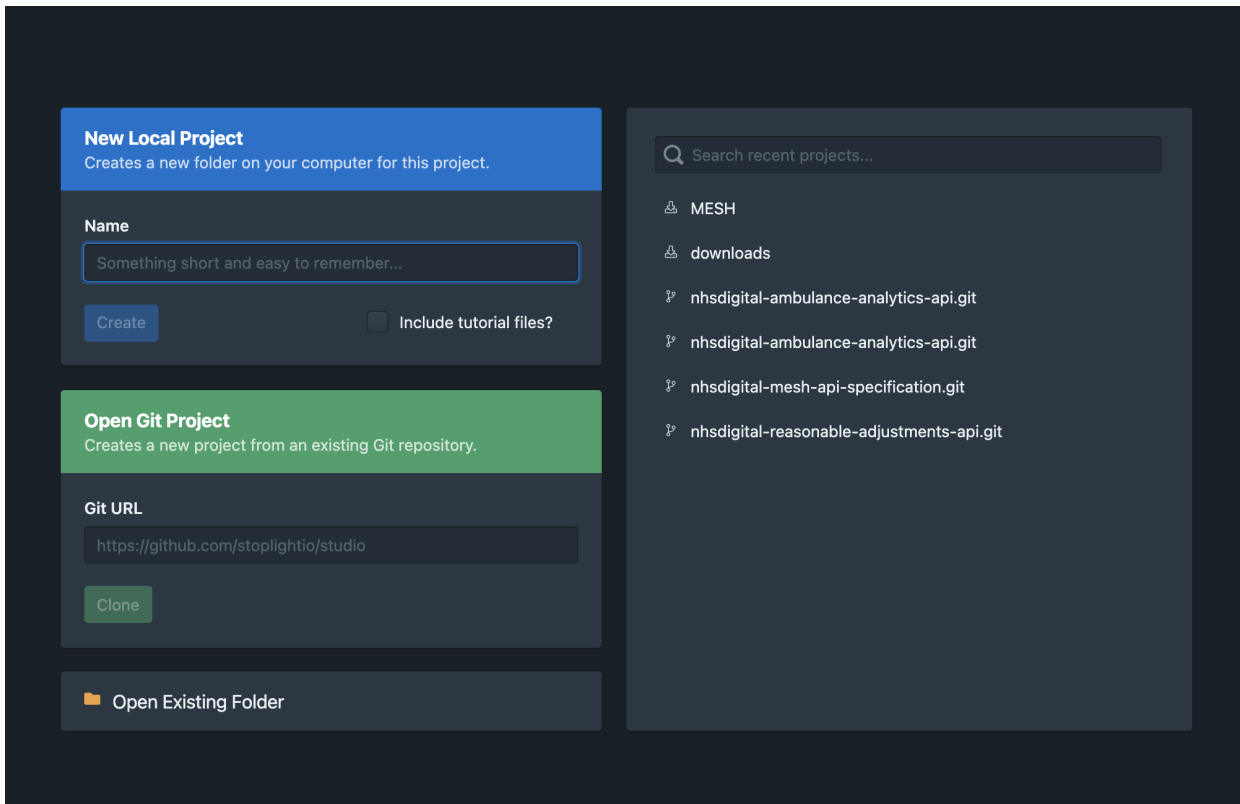 New Local Project
Creates a new folder on your computer for this project.
Name
Something short and easy to remember...
Create
Include tutorial files?
Open Git Project
Creates a new project from an existing Git repository.
Git URL
https://github.com/stoplightio/studio
Clone
Open Existing Folder
Search recent projects...
MESH
downloads
nhsdigital-ambulance-analytics-api.git
nhsdigital-ambulance-analytics-api.git
nhsdigital-mesh-api-specification.git
nhsdigital-reasonable-adjustments-api.git